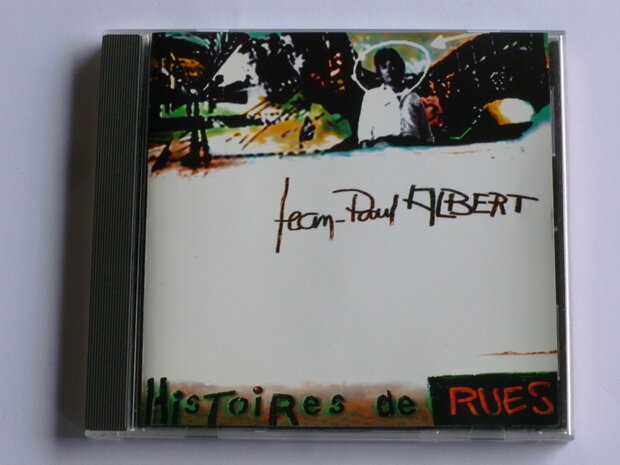 Jean-Paul ALBERT
HisToiRes de RUES